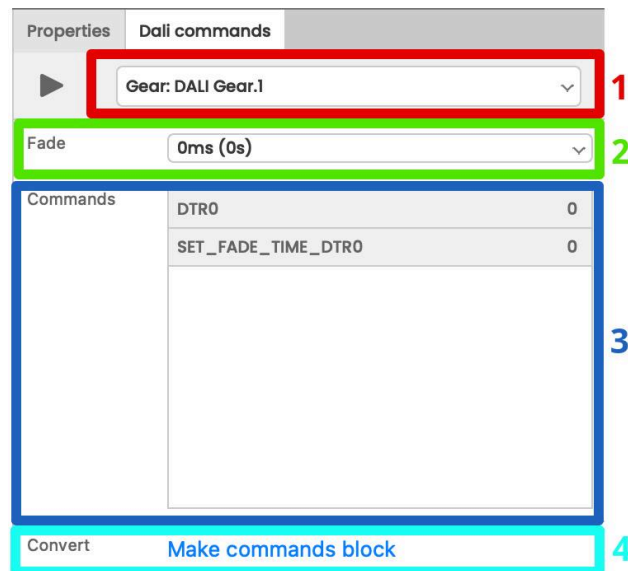 Properties Dali commands
Gear: DALI Gear.1 1
Fade 0ms (0s) 2
Commands
DTR0 0
SET_FADE_TIME_DTR0 0
3
Convert Make commands block 4